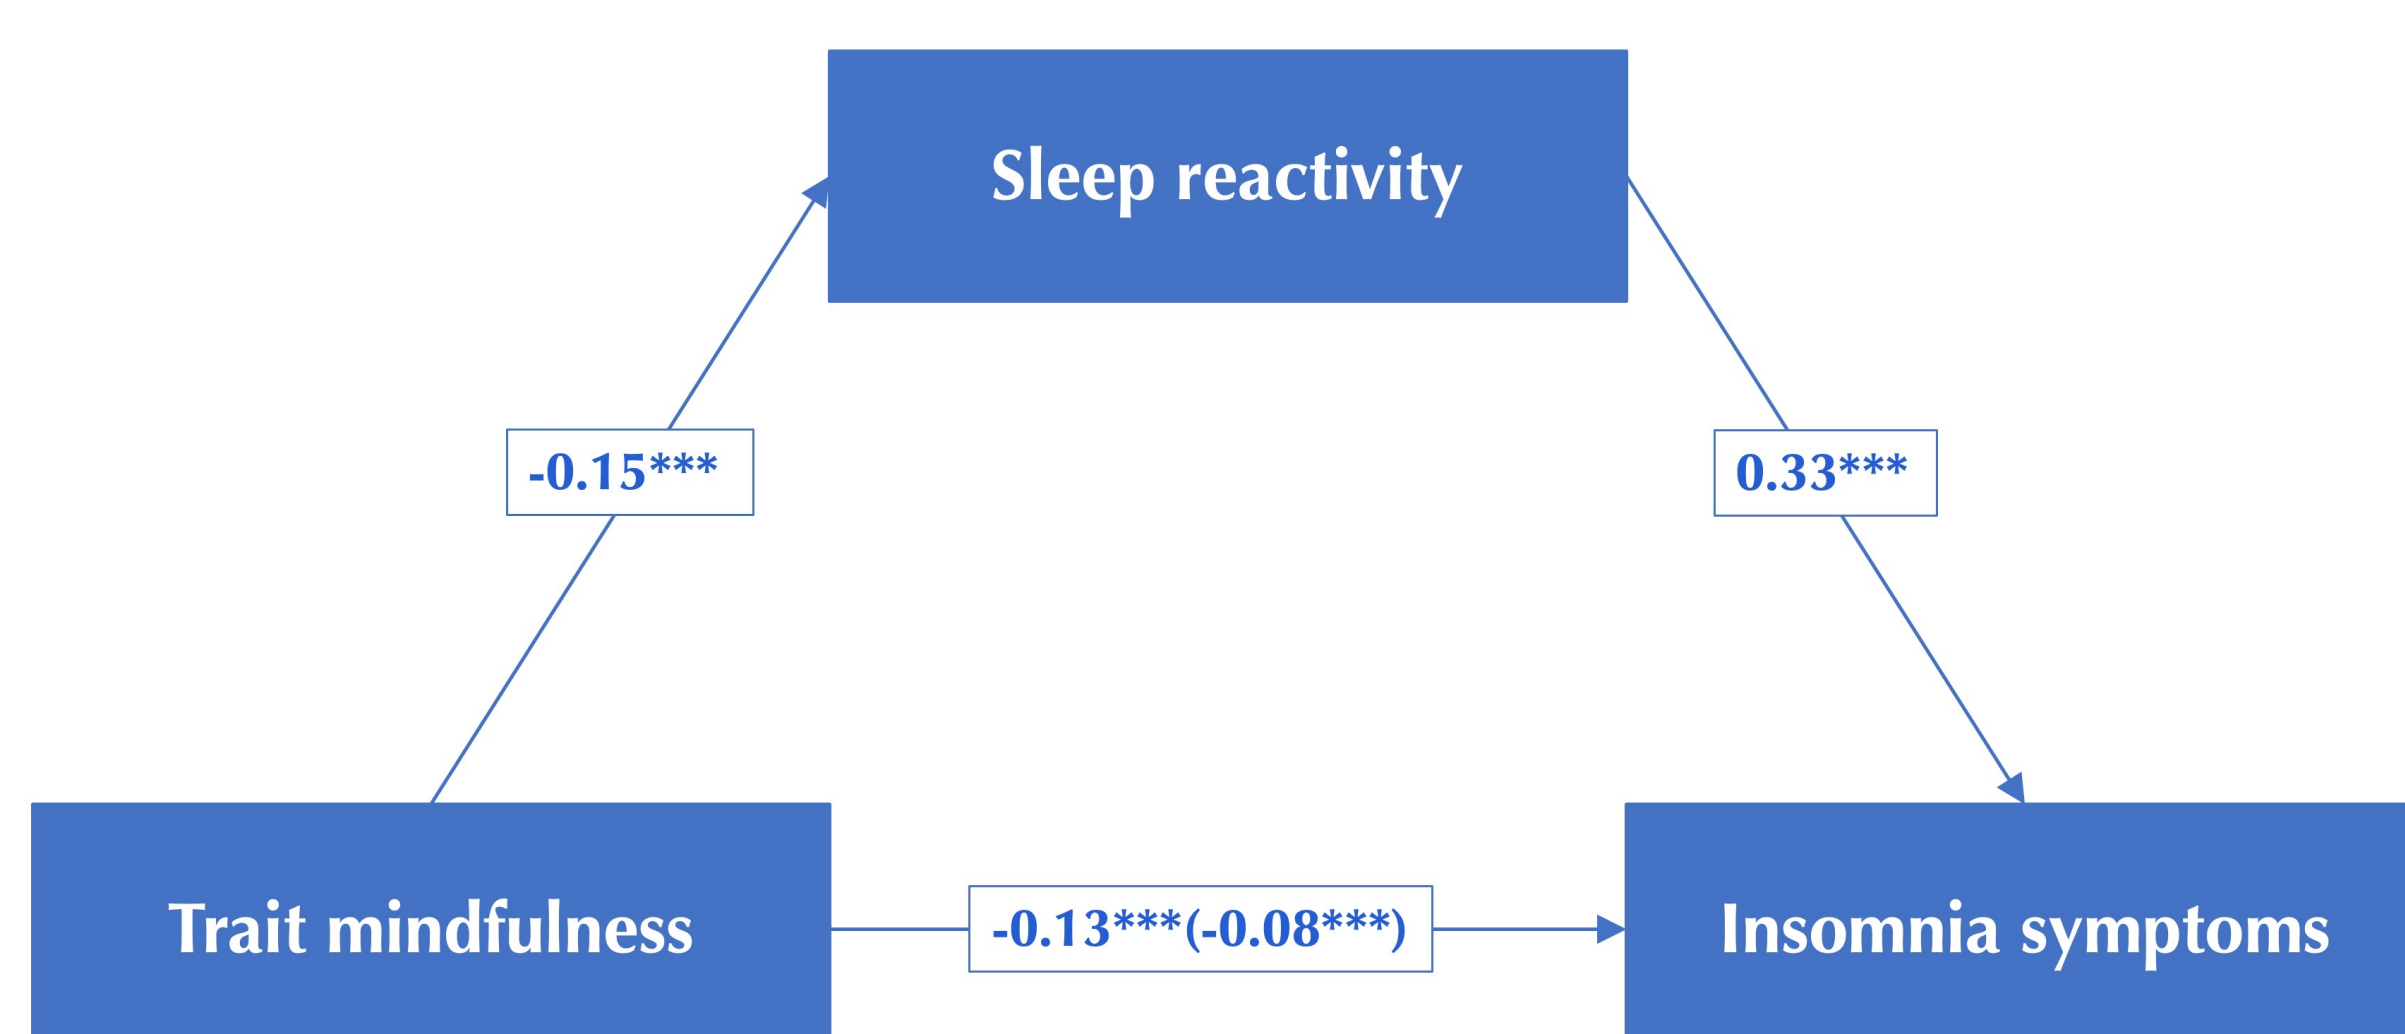 Sleep reactivity
-0.15***
0.33***
Trait mindfulness
-0.13***(-0.08***)
Insomnia symptoms